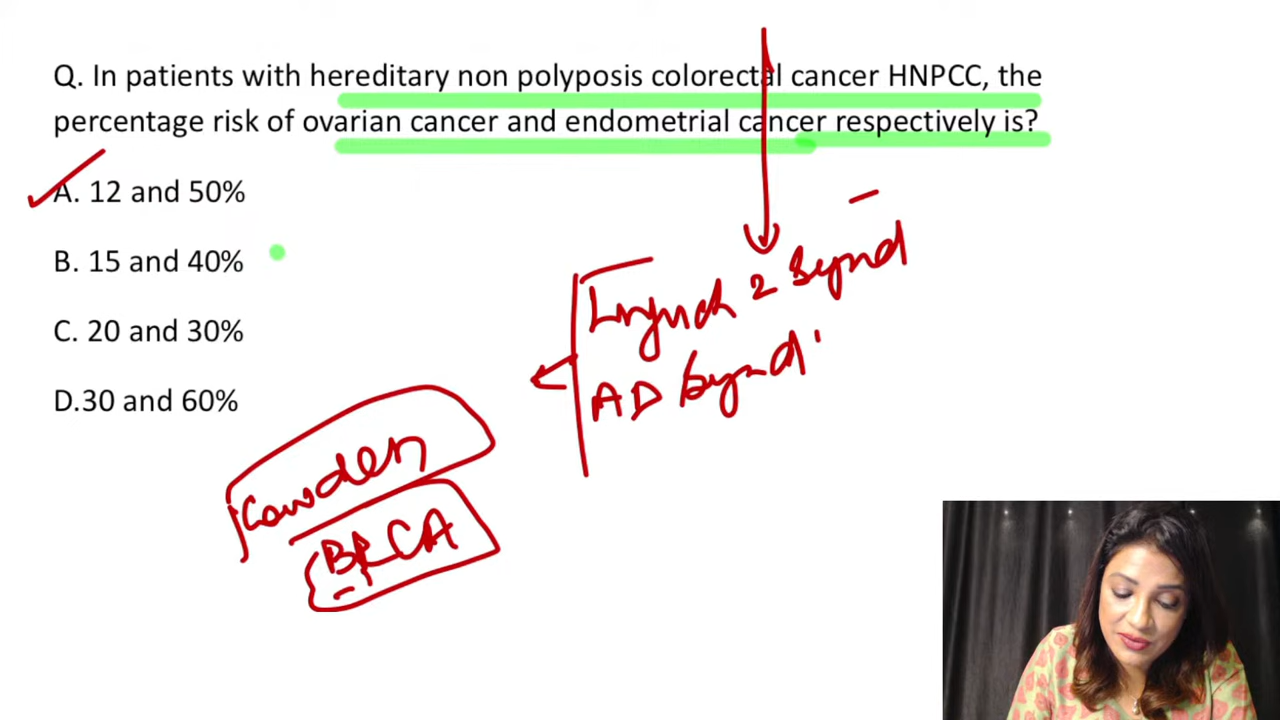 Q. In patients with hereditary non polyposis colorectal cancer HNPCC, the
percentage risk of ovarian cancer and endometrial cancer respectively is?
A. 12 and 50%
B. 15 and 40%
C. 20 and 30%
D.30 and 60%
Lynch 2 Synd
AD Synd
Cowden
BRCA